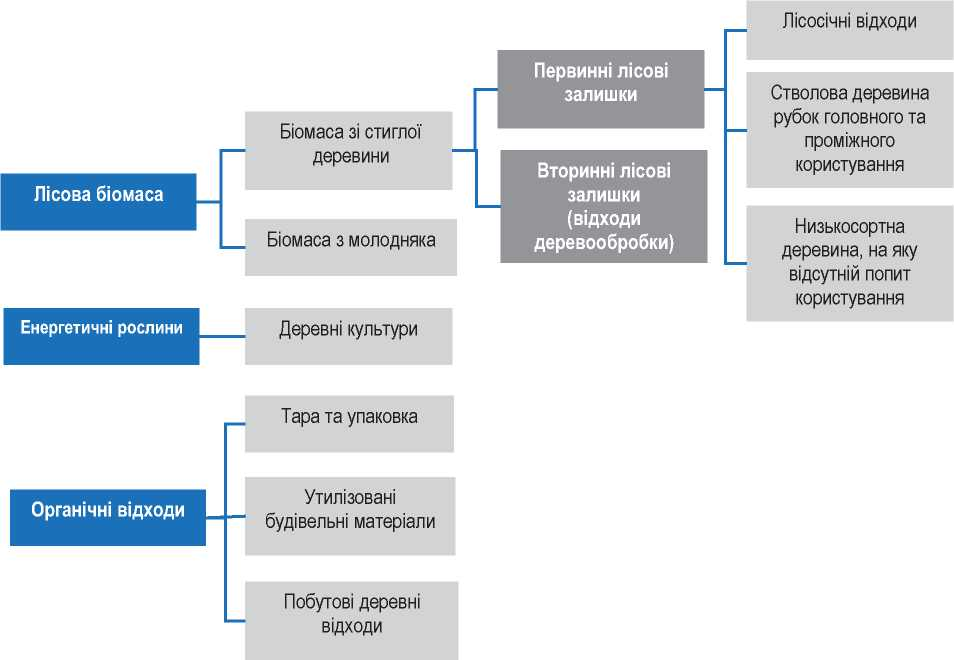 Лісова біомаса
Біомаса зі стиглої
деревини
Біомаса з молодняка
Первинні лісові
залишки
Вторинні лісові
залишки
(відходи
деревообробки)
Лісосічні відходи
Стволова деревина
рубок головного та
проміжного
користування
Низькосортна
деревина, на яку
відсутній попит
користування
Енергетичні рослини
Деревні культури
Органічні відходи
Тара та упаковка
Утилізовані
будівельні матеріали
Побутові деревні
відходи